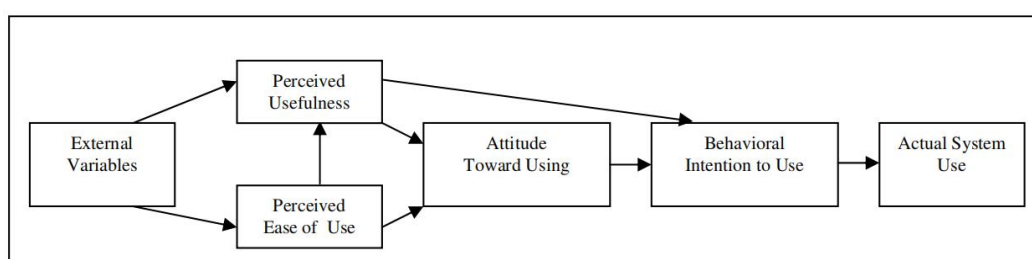 Perceived
Usefulness
External
Variables
Attitude
Toward Using
Behavioral
Intention to Use
Actual System
Use
Perceived
Ease of  Use